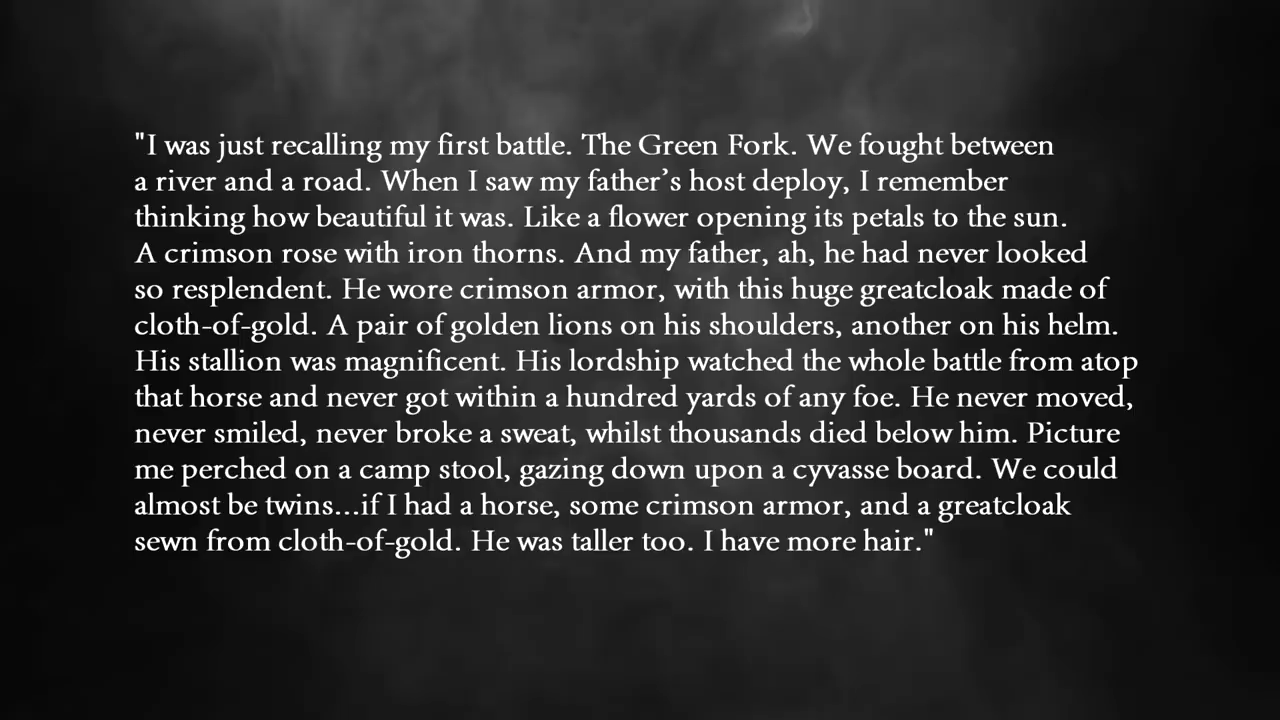 "I was just recalling my first battle. The Green Fork. We fought between
a river and a road. When I saw my father’s host deploy, I remember
thinking how beautiful it was. Like a flower opening its petals to the sun.
A crimson rose with iron thorns. And my father, ah, he had never looked
so resplendent. He wore crimson armor, with this huge greatcloak made of
cloth-of-gold. A pair of golden lions on his shoulders, another on his helm.
His stallion was magnificent. His lordship watched the whole battle from atop
that horse and never got within a hundred yards of any foe. He never moved,
never smiled, never broke a sweat, whilst thousands died below him. Picture
me perched on a camp stool, gazing down upon a cyvasse board. We could
almost be twins...if I had a horse, some crimson armor, and a greatcloak
sewn from cloth-of-gold. He was taller too. I have more hair."